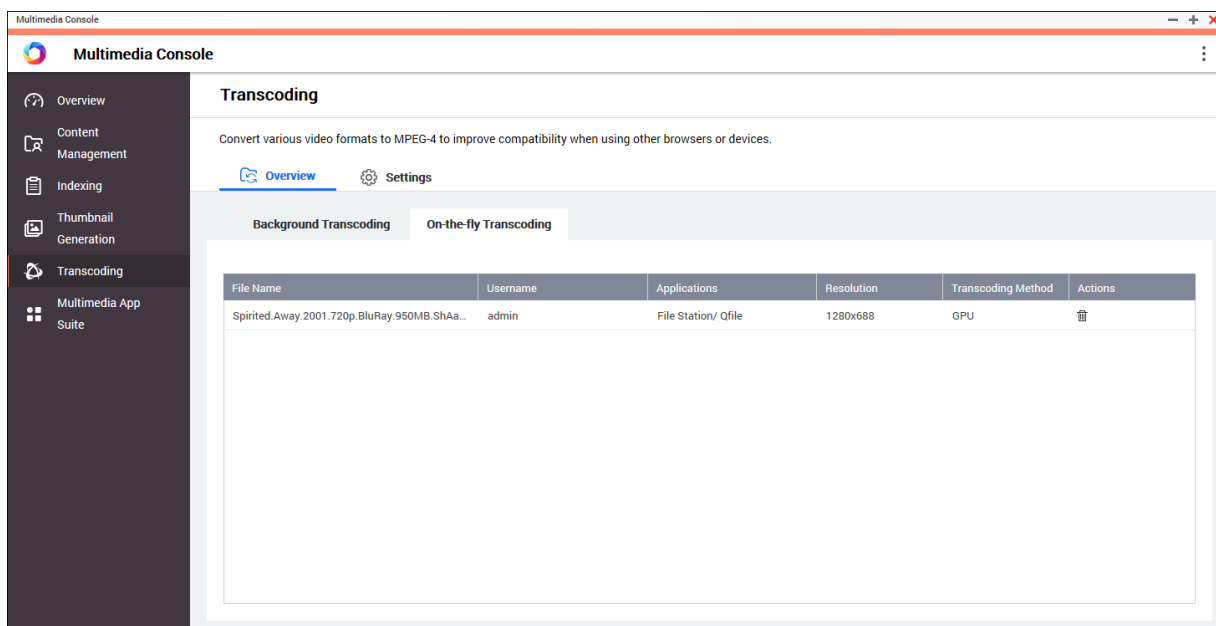 Multimedia Console
Multimedia Console
Overview
Content
Management
Indexing
Thumbnail
Generation
Transcoding
Multimedia App
Suite
Transcoding
Convert various video formats to MPEG-4 to improve compatibility when using other browsers or devices.
Overview Settings
Background Transcoding On-the-fly Transcoding
File Name Username Applications Resolution Transcoding Method Actions
Spirited.Away.2001.720p.BluRay.950MB.ShAa... admin File Station/ Qfile 1280x688 GPU